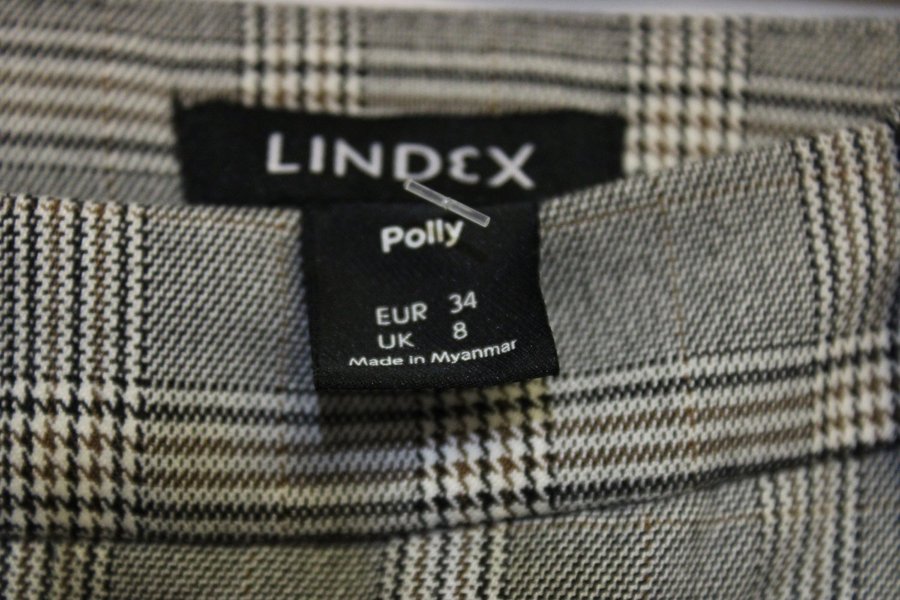 LINDEX
Polly
EUR 34
UK 8
Made in Myanmar